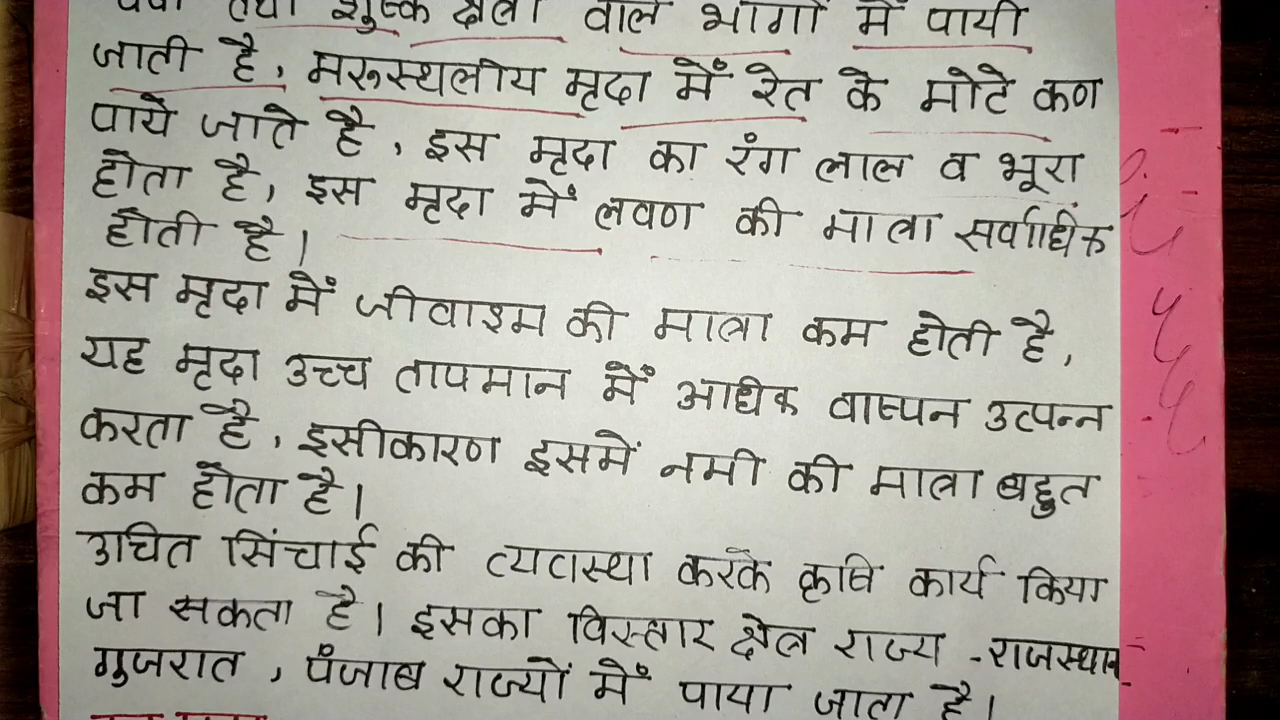 तथा शुष्क क्षेत्रों वाले भागों में पायी
जाती है, मरुस्थलीय मृदा में रेत के मोटे कण
पाये जाते है, इस मृदा का रंग लाल व भूरा
होता है, इस मृदा में लवण की मात्रा सर्वाधिक
होती है।
इस मृदा में जीवाश्म की मात्रा कम होती है,
यह मृदा उच्च तापमान में अधिक वाष्पन उत्पन्न
करता है, इसीकारण इसमें नमी की मात्रा बहुत
कम होता है।
उचित सिंचाई की व्यवस्था करके कृषि कार्य किया
जा सकता है। इसका विस्तार क्षेत्र राज्य - राजस्थान
गुजरात, पंजाब राज्यों में पाया जाता है।